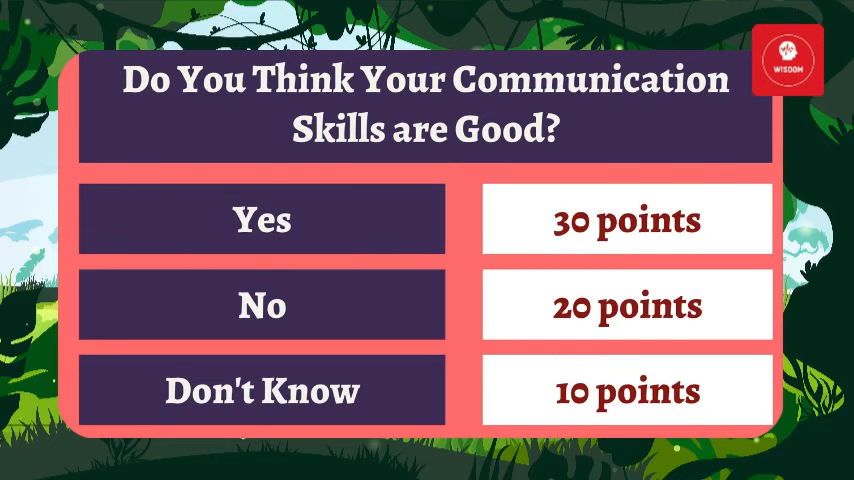 Do You Think Your Communication
Skills are Good?
WISDOM
Yes
30 points
No
20 points
Don't Know
10 points